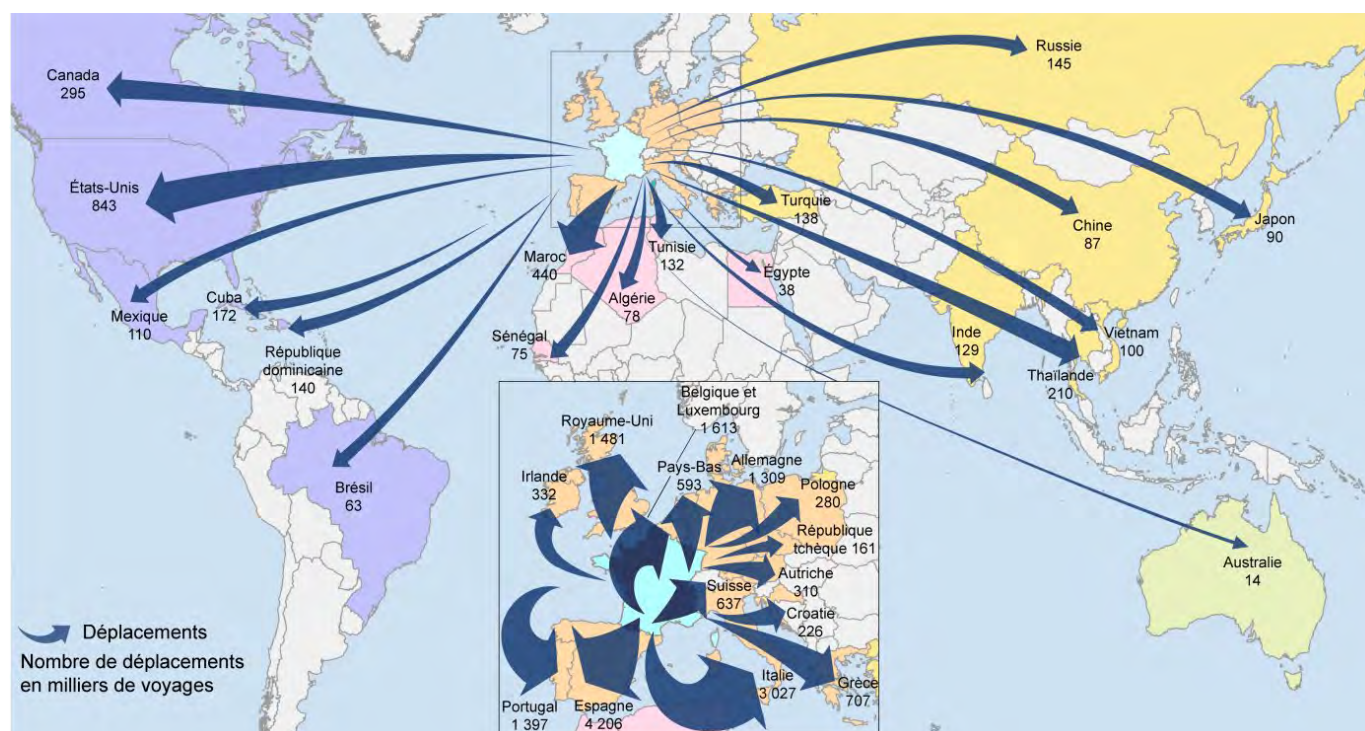 Canada
295
États-Unis
843
Mexique
110
Cuba
172
République
dominicaine
140
Brésil
63
Russie
145
Turquie
138
Chine
87
Japon
90
Maroc
440
Tunisie
132
Algérie
78
Égypte
38
Sénégal
75
Inde
129
Vietnam
100
Thaïlande
210
Australie
14
Belgique et
Luxembourg
1 613
Royaume-Uni
1 481
Irlande
332
Pays-Bas
593
Allemagne
1 309
Pologne
280
République
tchèque 161
Autriche
310
Suisse
637
Croatie
226
Italie
3 027
Grèce
707
Portugal
1 397
Espagne
4 206
Déplacements
Nombre de déplacements
en milliers de voyages